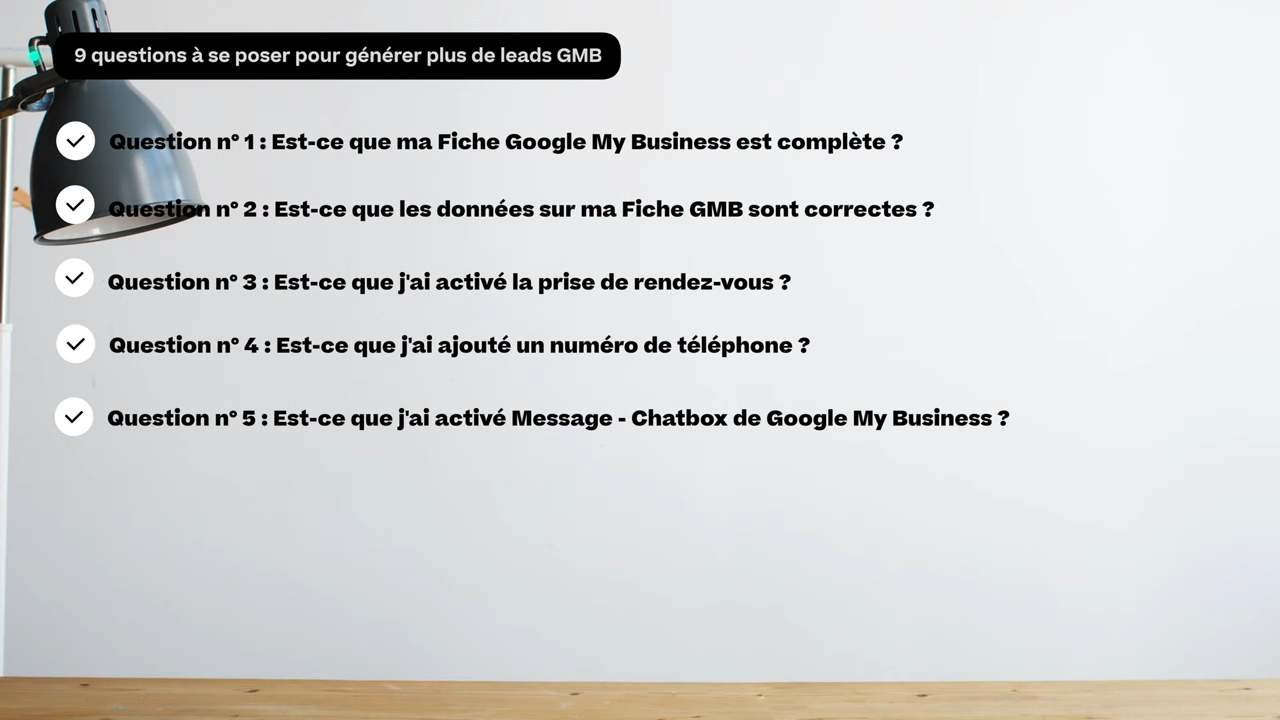 9 questions à se poser pour générer plus de leads GMB
Question n° 1 : Est-ce que ma Fiche Google My Business est complète ?
Question n° 2 : Est-ce que les données sur ma Fiche GMB sont correctes ?
Question n° 3 : Est-ce que j'ai activé la prise de rendez-vous ?
Question n° 4 : Est-ce que j'ai ajouté un numéro de téléphone ?
Question n° 5 : Est-ce que j'ai activé Message - Chatbox de Google My Business ?